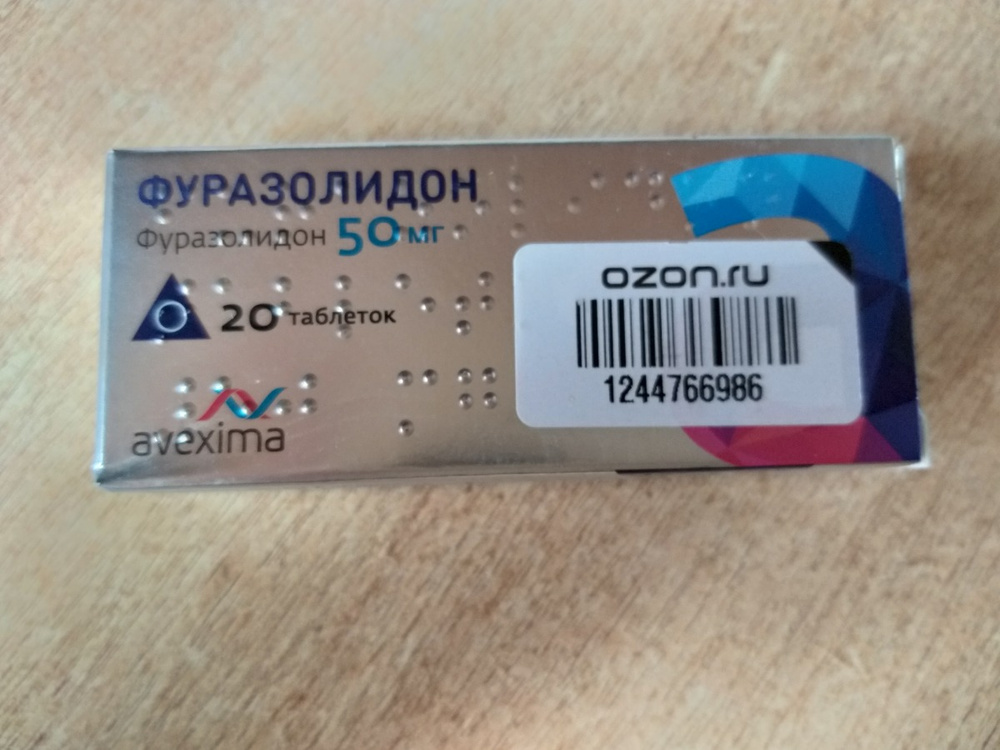 ФУРАЗОЛИДОН
Фуразолидон 50 мг
20 таблеток
avexima
ozon.ru
1244766986